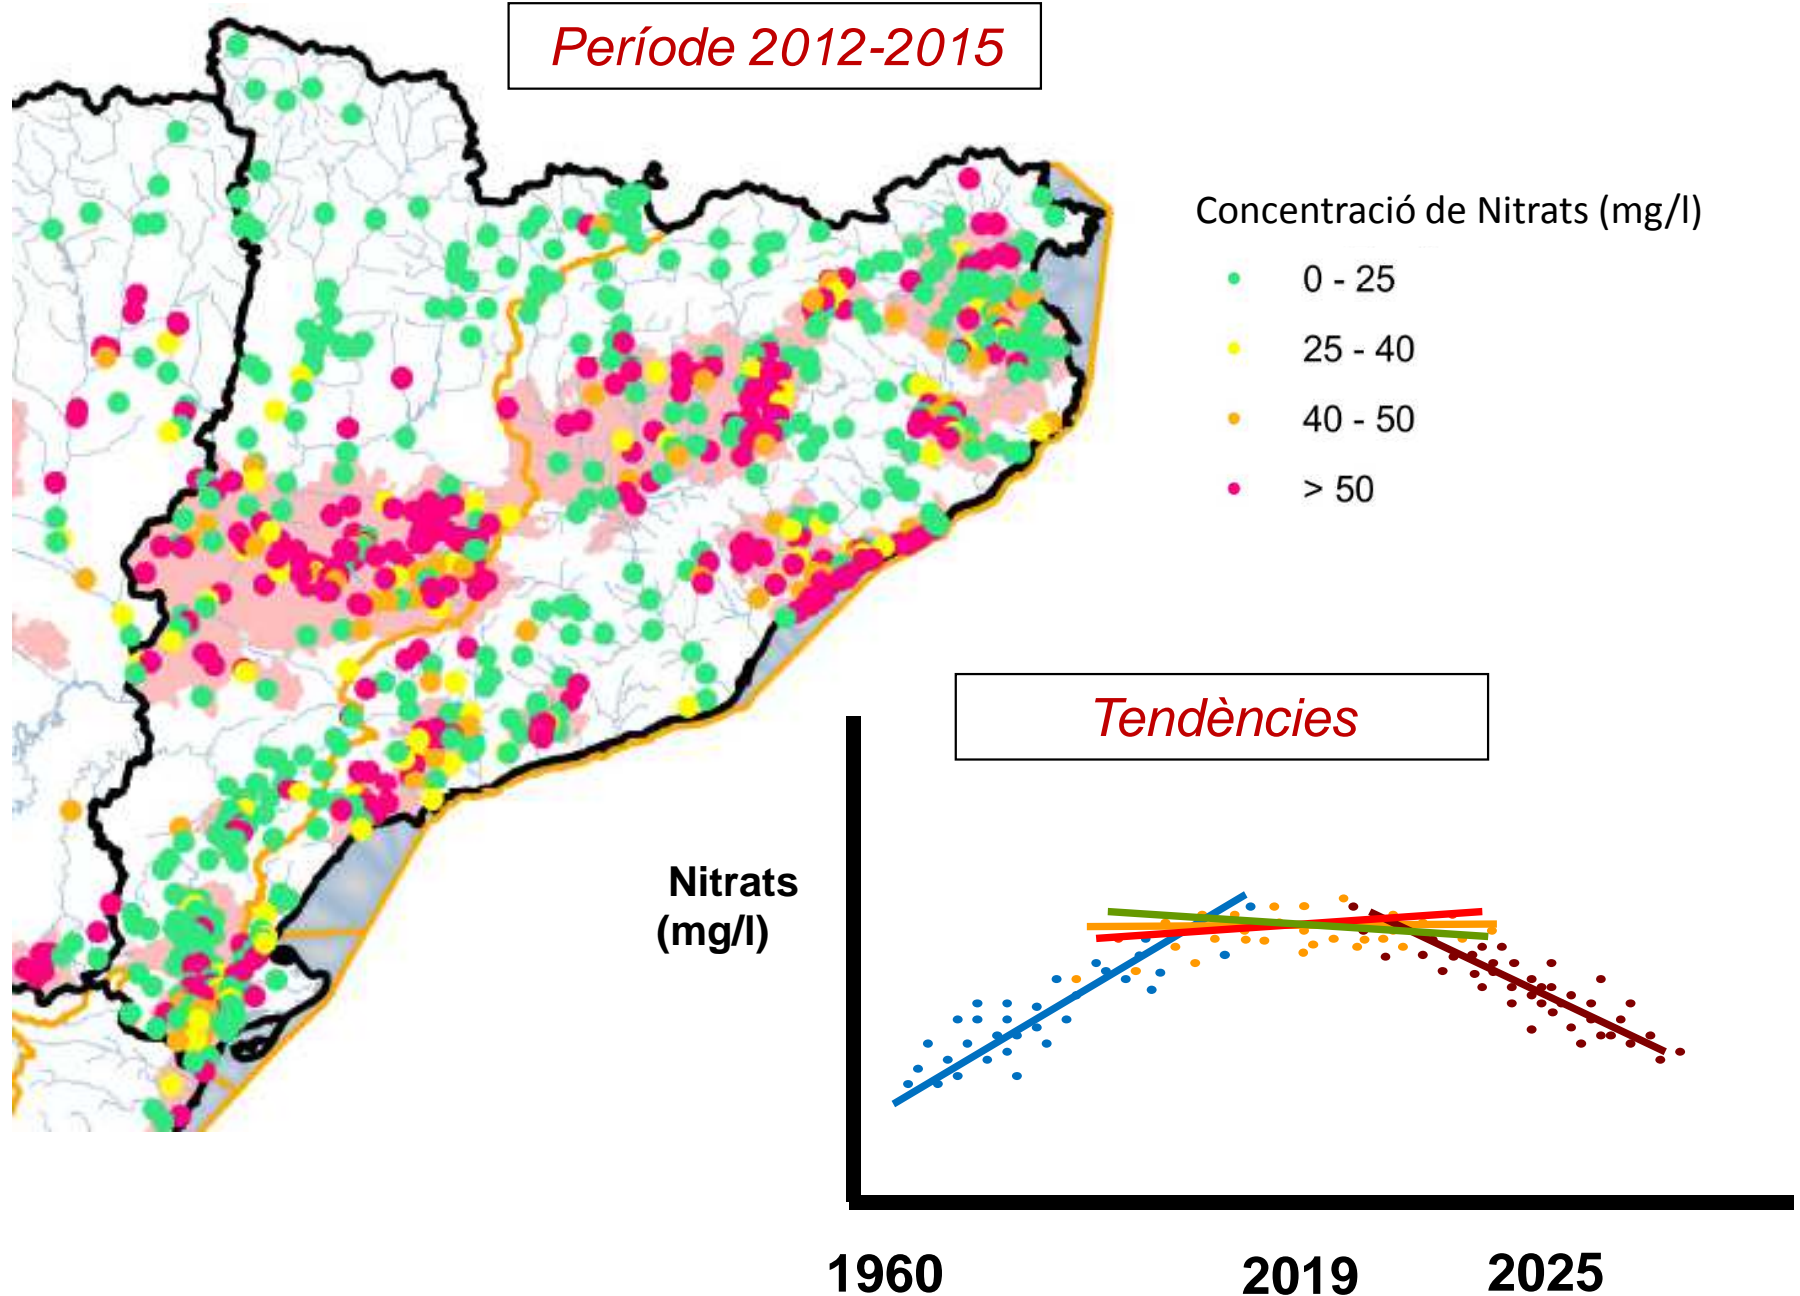 Període 2012-2015
Concentració de Nitrats (mg/l)
0 - 25
25 - 40
40 - 50
> 50
Tendències
Nitrats
(mg/l)
1960
2019
2025